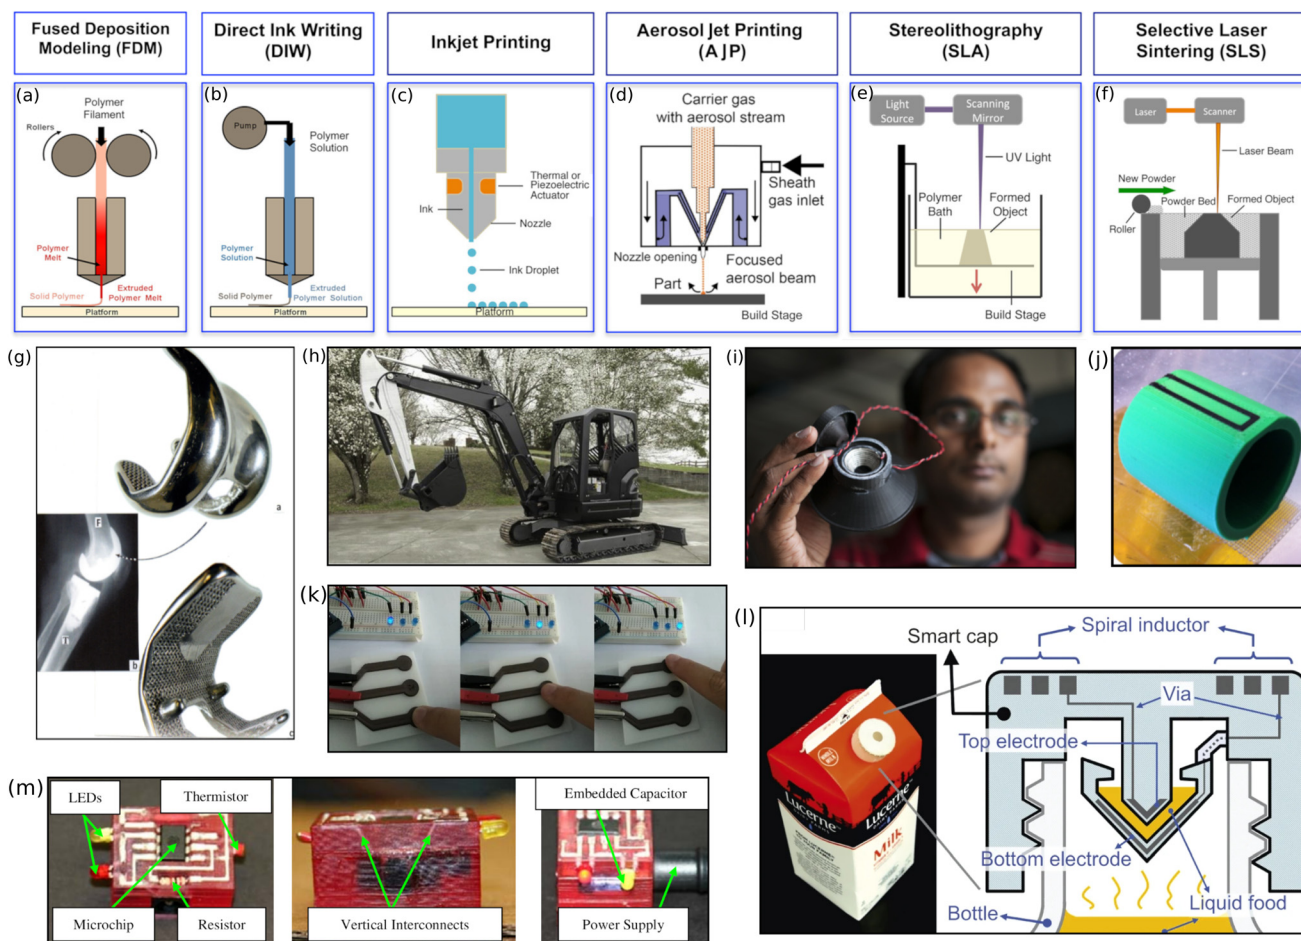 Fused Deposition
Modeling (FDM)
Direct Ink Writing
(DIW)
Inkjet Printing
Aerosol Jet Printing
(AJP)
Stereolithography
(SLA)
Selective Laser
Sintering (SLS)
(a)
Polymer
Filament
Rollers
Polymer
Melt
Solid Polymer
Extruded
Polymer Melt
Platform
(b)
Pump
Polymer
Solution
Polymer
Solution
Solid Polymer
Extruded
Polymer Solution
Platform
(c)
Thermal or
Piezoelectric
Actuator
Ink
Nozzle
Ink Droplet
Platform
(d)
Carrier gas
with aerosol stream
Sheath
gas inlet
Nozzle opening
Focused
aerosol beam
Part
Build Stage
(e)
Light
Source
Scanning
Mirror
UV Light
Polymer
Bath
Formed
Object
Build Stage
(f)
Laser
Scanner
Laser Beam
New Powder
Powder Bed
Formed Object
Roller
(g)
a
F
T
b
c
(h)
(i)
(j)
(k)
(l)
Smart cap
Spiral inductor
Via
Top electrode
Bottom electrode
Liquid food
Bottle
Lucerne
Lucerne
Milk
(m)
LEDs
Thermistor
Microchip
Resistor
Vertical Interconnects
Embedded Capacitor
Power Supply